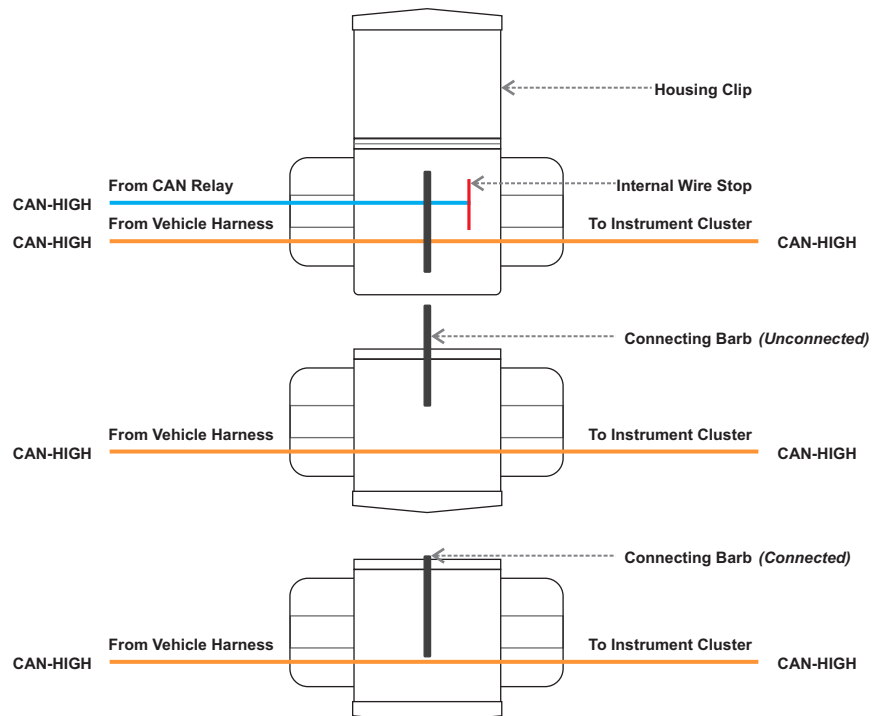 Housing Clip
From CAN Relay
Internal Wire Stop
CAN-HIGH
From Vehicle Harness
To Instrument Cluster
CAN-HIGH
CAN-HIGH
Connecting Barb (Unconnected)
From Vehicle Harness
To Instrument Cluster
CAN-HIGH
CAN-HIGH
Connecting Barb (Connected)
From Vehicle Harness
To Instrument Cluster
CAN-HIGH
CAN-HIGH